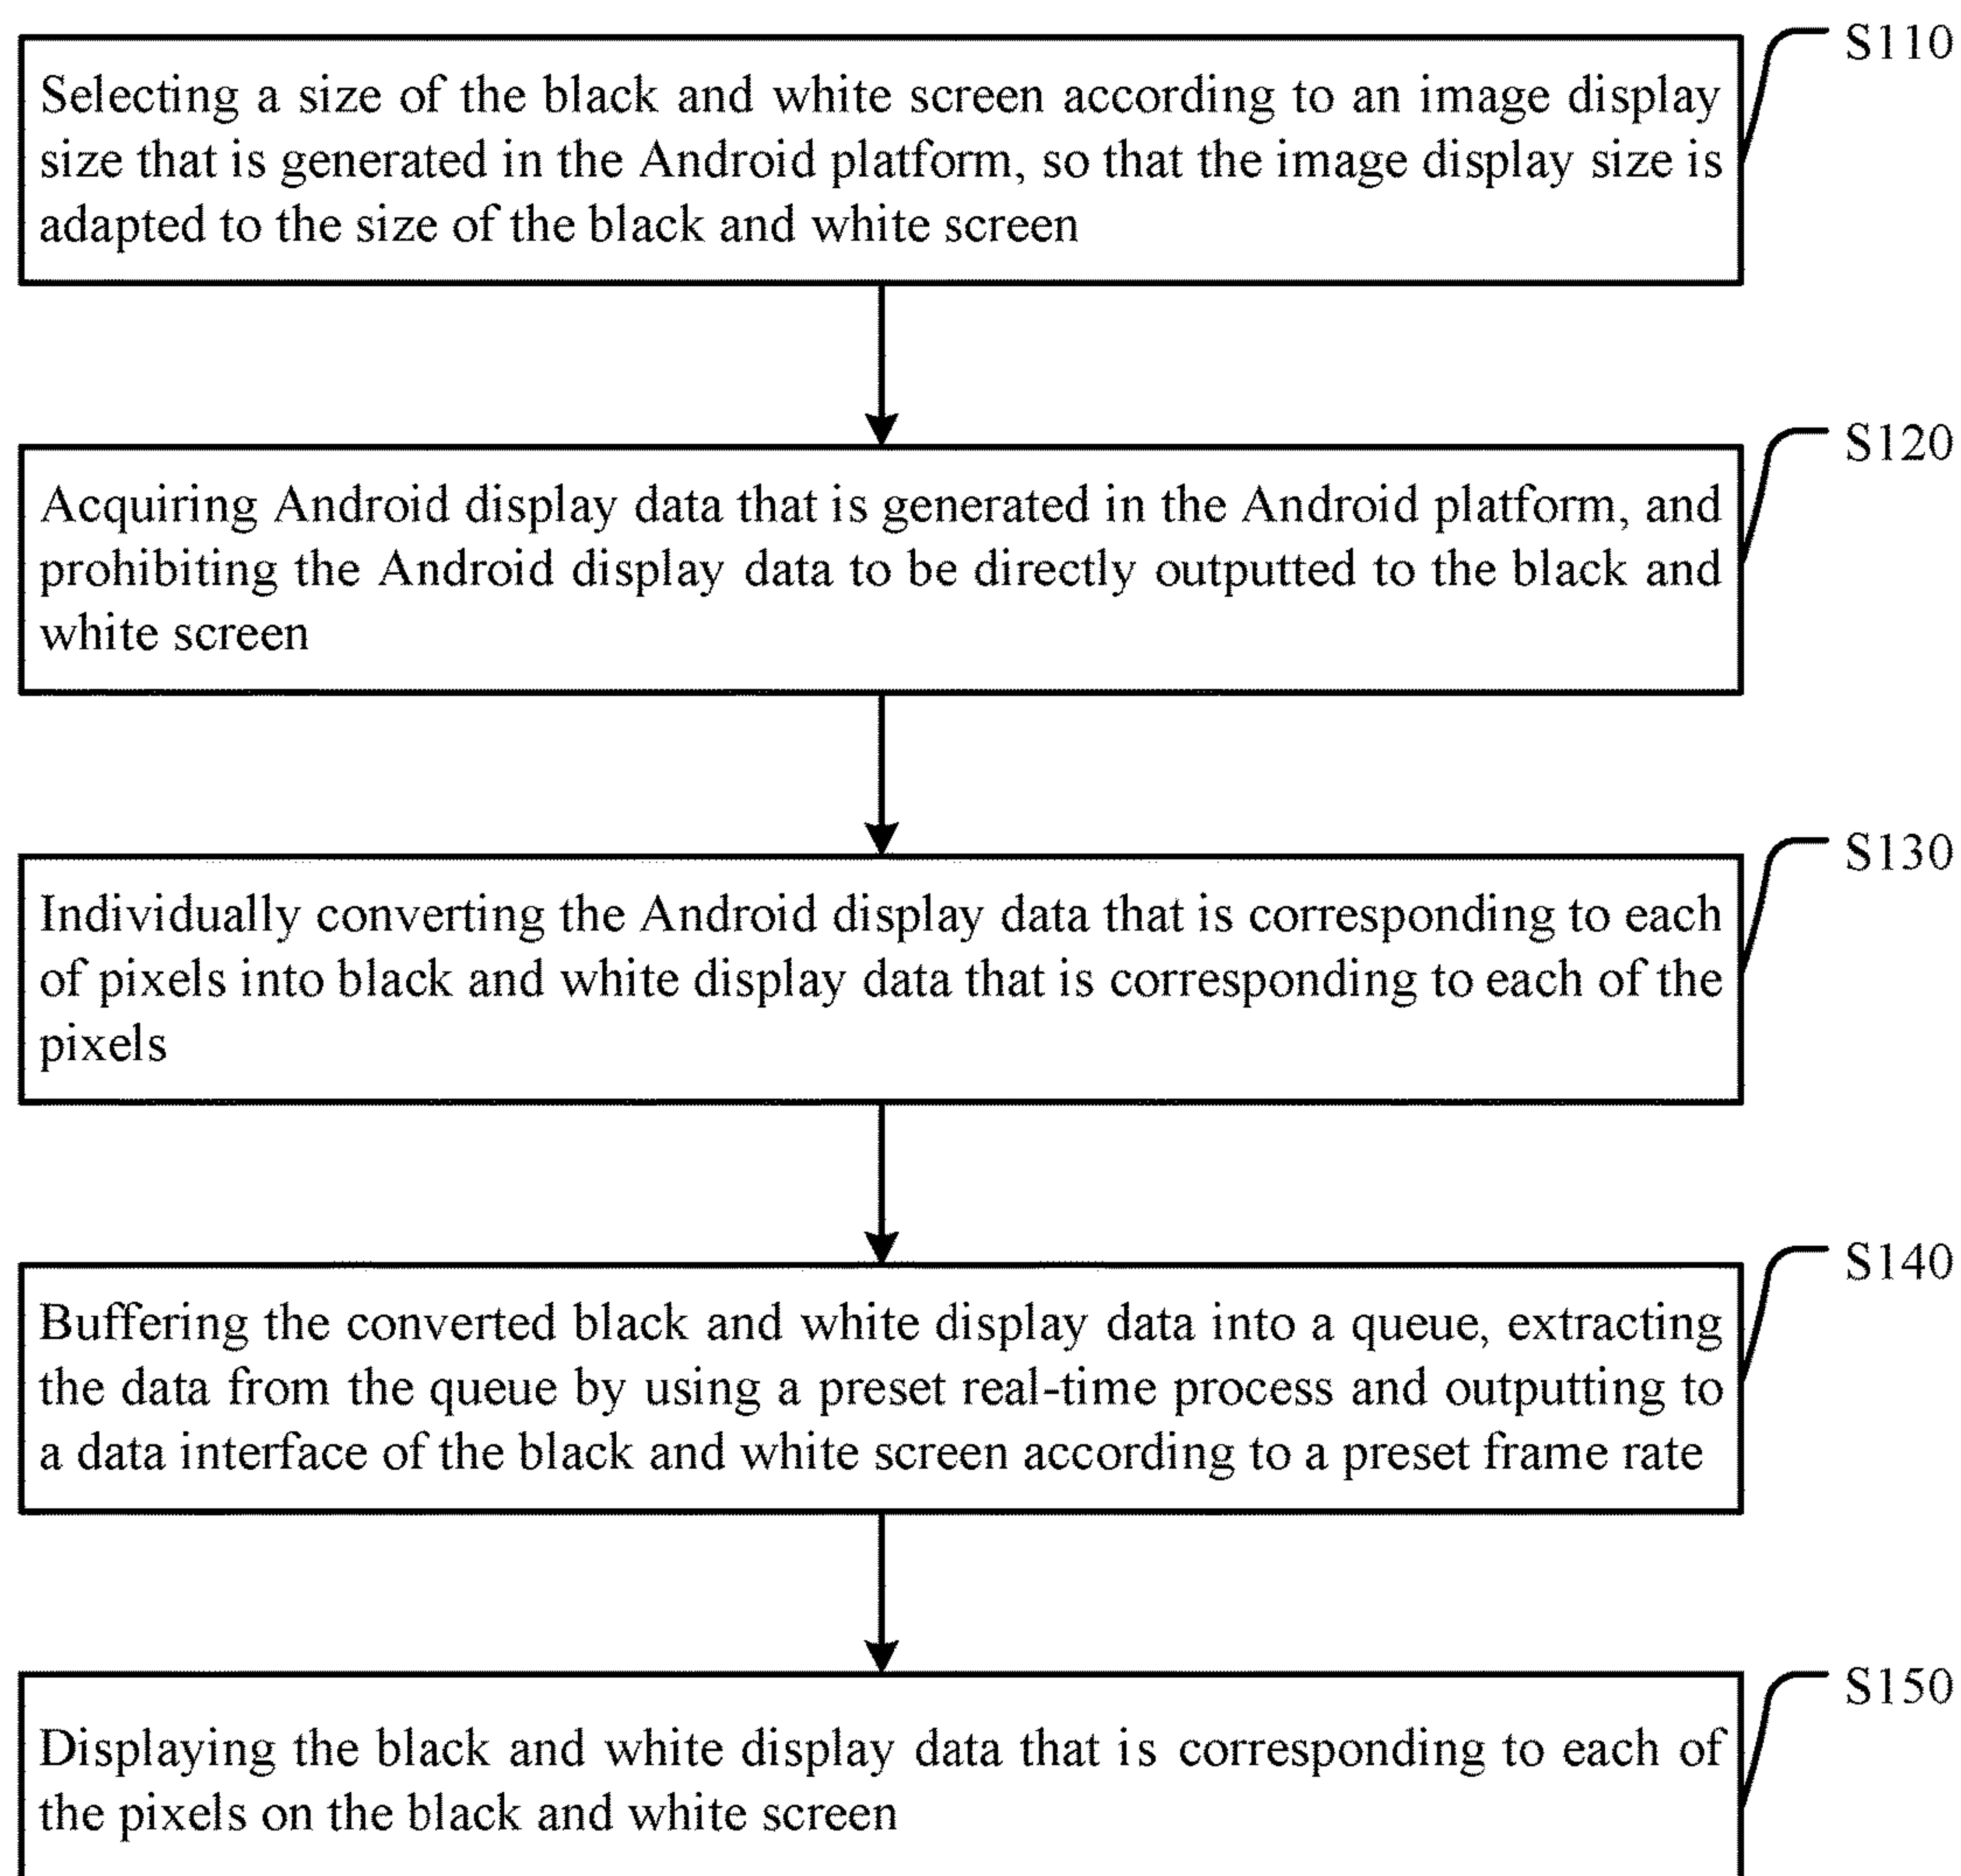 S110
Selecting a size of the black and white screen according to an image display
size that is generated in the Android platform, so that the image display size is
adapted to the size of the black and white screen
S120
Acquiring Android display data that is generated in the Android platform, and
prohibiting the Android display data to be directly outputted to the black and
white screen
S130
Individually converting the Android display data that is corresponding to each
of pixels into black and white display data that is corresponding to each of the
pixels
S140
Buffering the converted black and white display data into a queue, extracting
the data from the queue by using a preset real-time process and outputting to
a data interface of the black and white screen according to a preset frame rate
S150
Displaying the black and white display data that is corresponding to each of
the pixels on the black and white screen